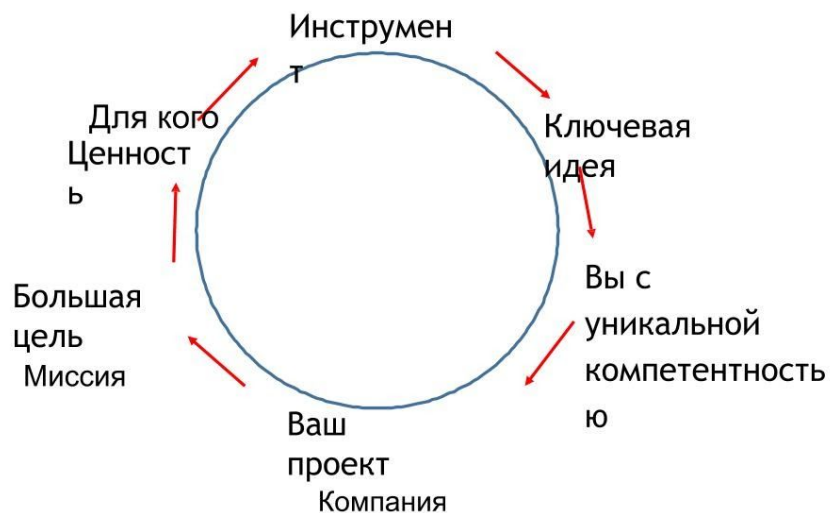 Инструмен
т
Для кого
Ценност
ь
Ключевая
идея
Вы с
уникальной
компетентность
ю
Большая
цель
Миссия
Ваш
проект
Компания